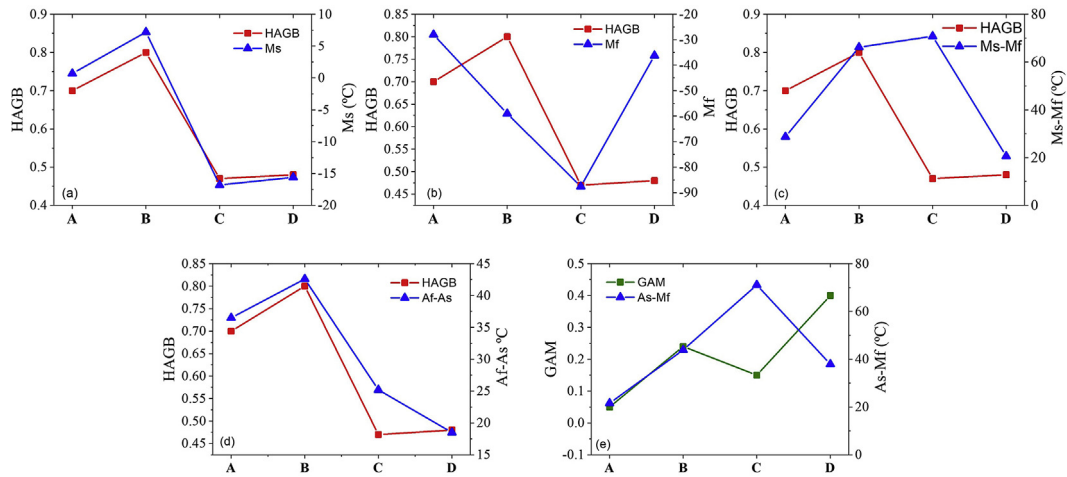 HAGB
Ms
0.9
0.8
0.7
0.6
0.5
0.4
HAGB
10
5
0
-5
-10
-15
-20
Ms (ºC)
(a)
A B C D
HAGB
Mf
0.85
0.80
0.75
0.70
0.65
0.60
0.55
0.50
0.45
HAGB
-20
-30
-40
-50
-60
-70
-80
-90
Mf
(b)
A B C D
HAGB
Ms-Mf
0.9
0.8
0.7
0.6
0.5
0.4
HAGB
80
60
40
20
0
Ms-Mf (ºC)
(c)
A B C D
HAGB
Af-As
0.85
0.80
0.75
0.70
0.65
0.60
0.55
0.50
0.45
HAGB
45
40
35
30
25
20
15
Af-As ºC
(d)
A B C D
GAM
As-Mf
0.5
0.4
0.3
0.2
0.1
0.0
-0.1
GAM
80
60
40
20
0
As-Mf (ºC)
(e)
A B C D